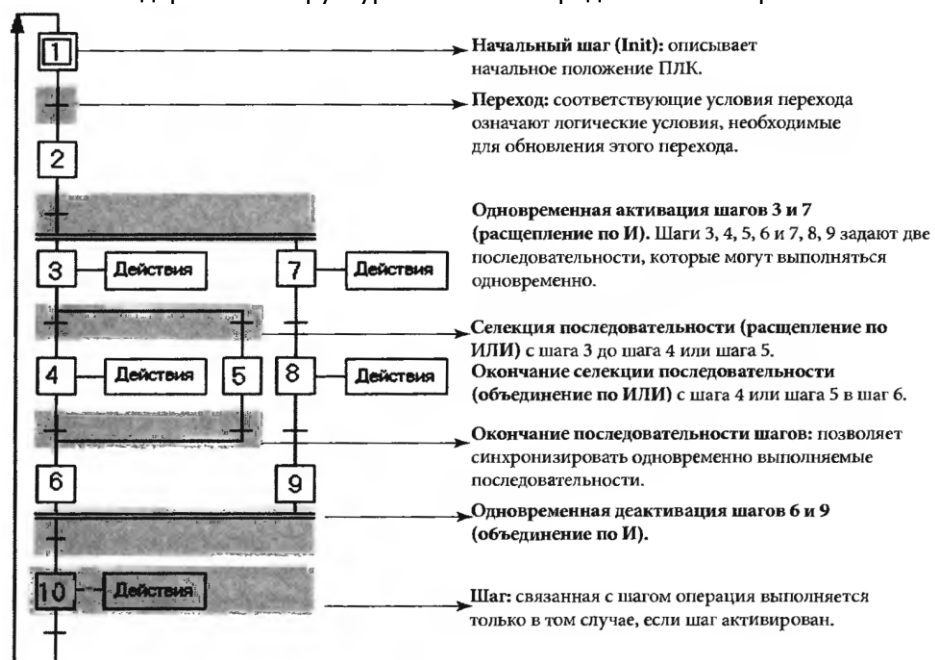 1
Начальный шаг (Init): описывает
начальное положение ПЛК.
Переход: соответствующие условия перехода
означают логические условия, необходимые
для обновления этого перехода.
2
Одновременная активация шагов 3 и 7
(расщепление по И). Шаги 3, 4, 5, 6 и 7, 8, 9 задают две
последовательности, которые могут выполняться
одновременно.
3 Действия 7 Действия
Селекция последовательности (расщепление по
ИЛИ) с шага 3 до шага 4 или шага 5.
4 Действия 5 8 Действия
Окончание селекции последовательности
(объединение по ИЛИ) с шага 4 или шага 5 в шаг 6.
Окончание последовательности шагов: позволяет
синхронизировать одновременно выполняемые
последовательности.
6 9
Одновременная деактивация шагов 6 и 9
(объединение по И).
10 Действия
Шаг: связанная с шагом операция выполняется
только в том случае, если шаг активирован.